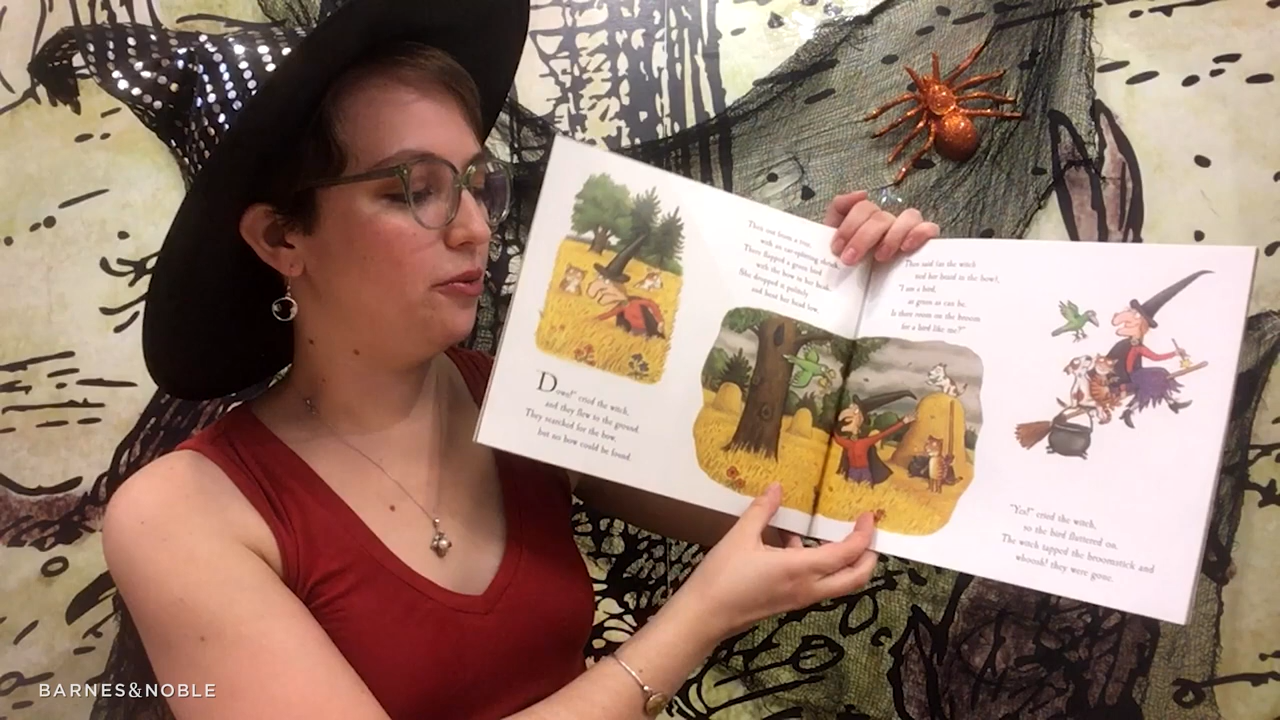 Then out from a tree,
with an ear-splitting shriek,
There flapped a green bird
with the bow in her beak.
She dropped it politely
and bent her head low,
"Down!" cried the witch,
and they flew to the ground.
They searched for the bow,
but no bow could be found.
Then said (as the witch
tied her braid in the bow),
"I am a bird,
as green as can be.
Is there room on the broom
for a bird like me?"
"Yes!" cried the witch,
so the bird fluttered on.
The witch tapped the broomstick and
whoosh! they were gone.
BARNES&NOBLE